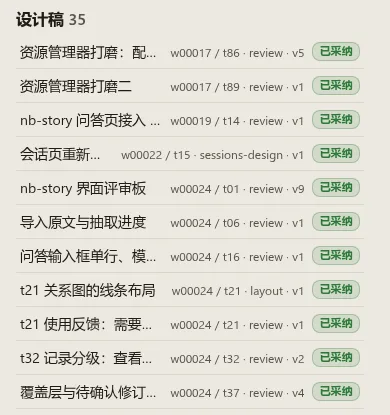 设计稿 35
资源管理器打磨：配... w00017 / t86 · review · v5 已采纳
资源管理器打磨二 w00017 / t89 · review · v1 已采纳
nb-story 问答页接入 ... w00019 / t14 · review · v1 已采纳
会话页重新... w00022 / t15 · sessions-design · v1 已采纳
nb-story 界面评审板 w00024 / t01 · review · v9 已采纳
导入原文与抽取进度 w00024 / t06 · review · v1 已采纳
问答输入框单行、模... w00024 / t16 · review · v1 已采纳
t21 关系图的线条布局 w00024 / t21 · layout · v1 已采纳
t21 使用反馈：需要... w00024 / t21 · review · v1 已采纳
t32 记录分级：查看... w00024 / t32 · review · v2 已采纳
覆盖层与待确认修订... w00024 / t37 · review · v4 已采纳